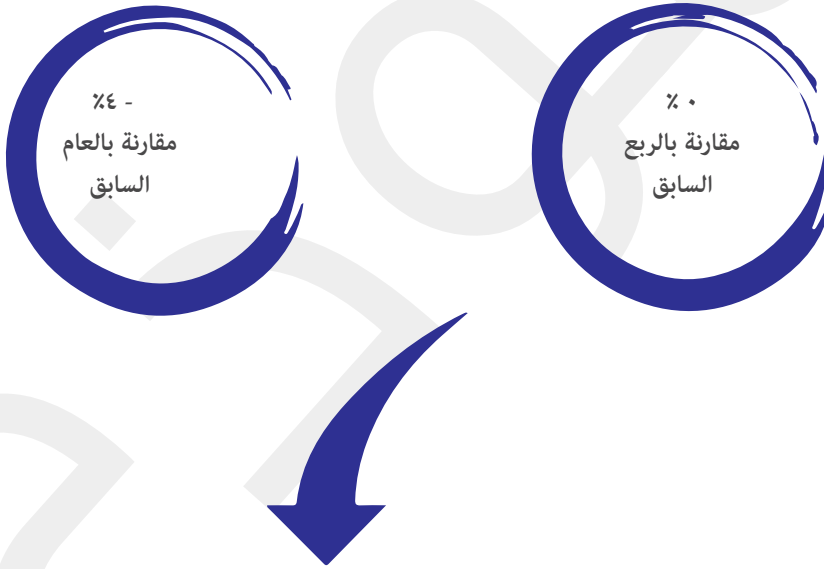 ٠ ٪
مقارنة بالربع
السابق
- ٤٪
مقارنة بالعام
السابق